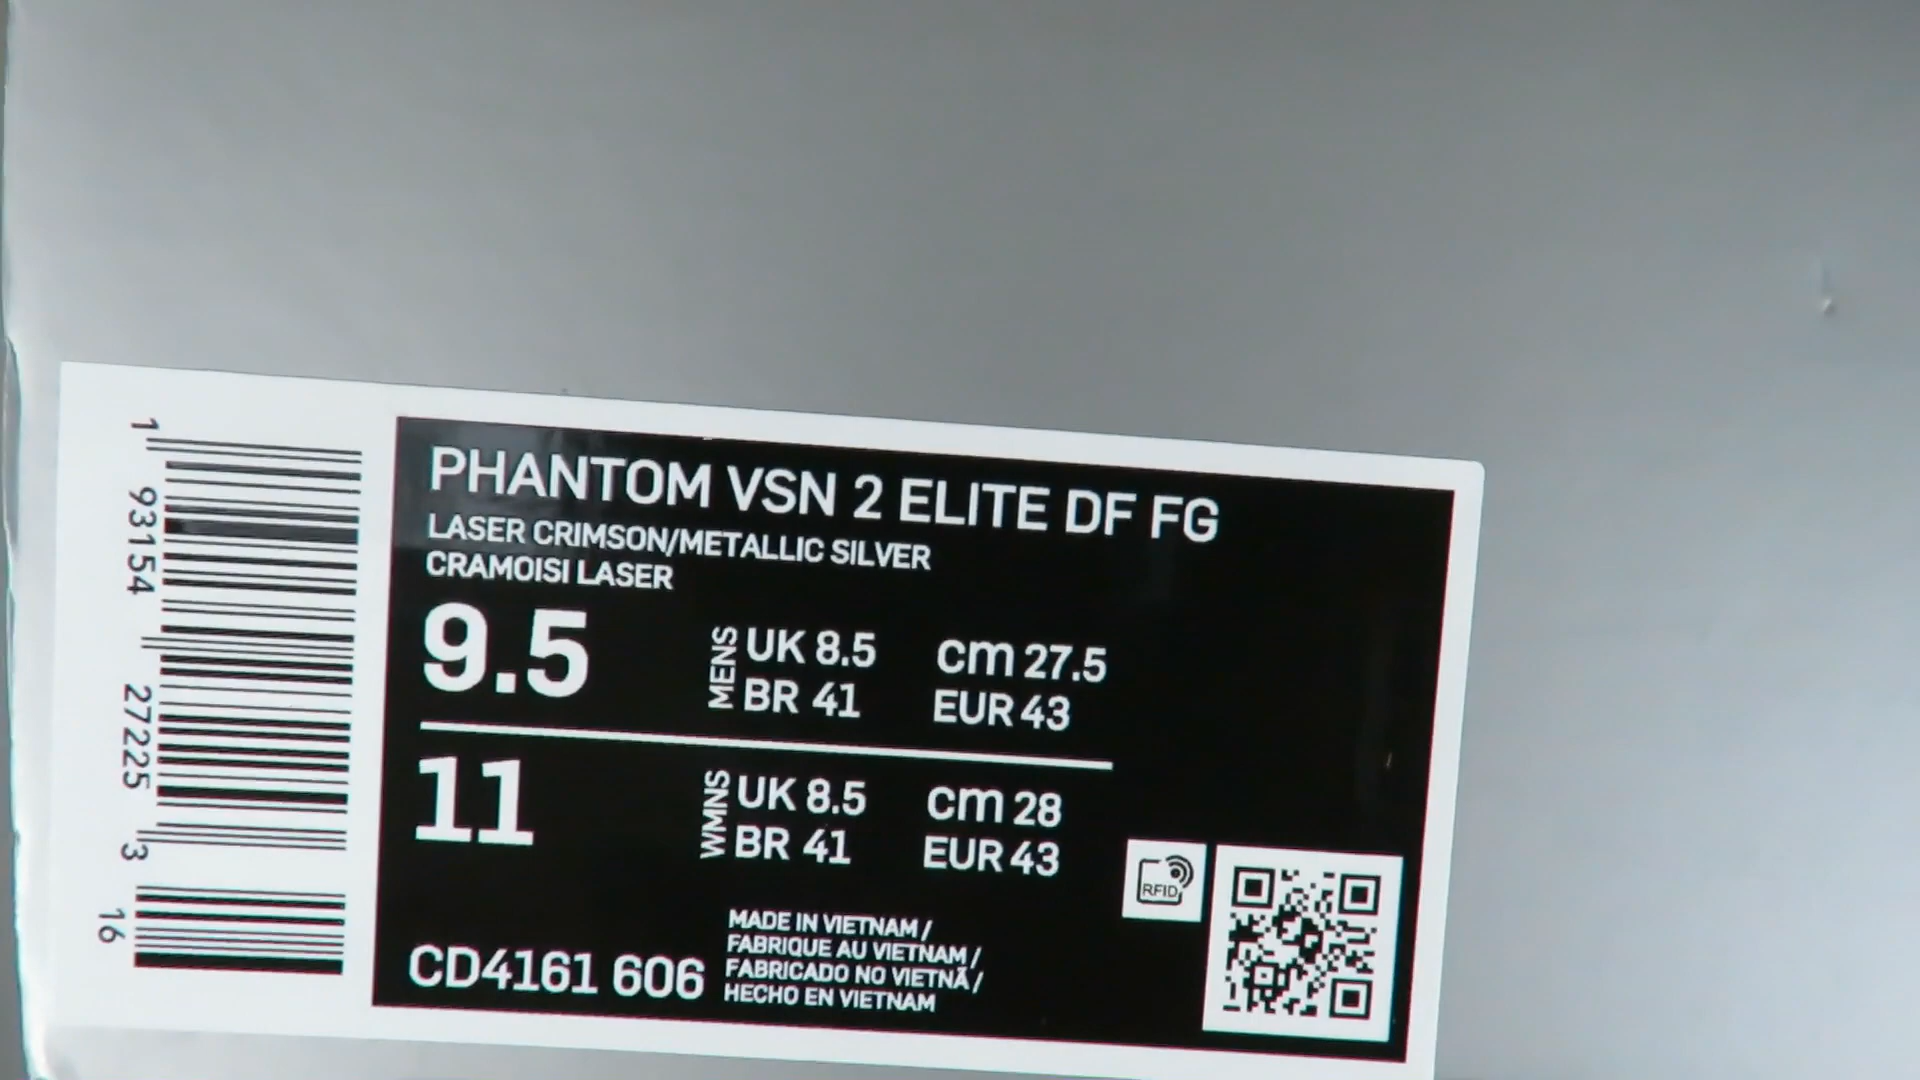 PHANTOM VSN 2 ELITE DF FG
LASER CRIMSON/METALLIC SILVER
CRAMOISI LASER
9.5
MENS
UK 8.5 cm 27.5
BR 41 EUR 43
11
WMNS
UK 8.5 cm 28
BR 41 EUR 43
RFID
CD4161 606
MADE IN VIETNAM /
FABRIQUE AU VIETNAM /
FABRICADO NO VIETNÃ /
HECHO EN VIETNAM
1 93154 27225 3 16